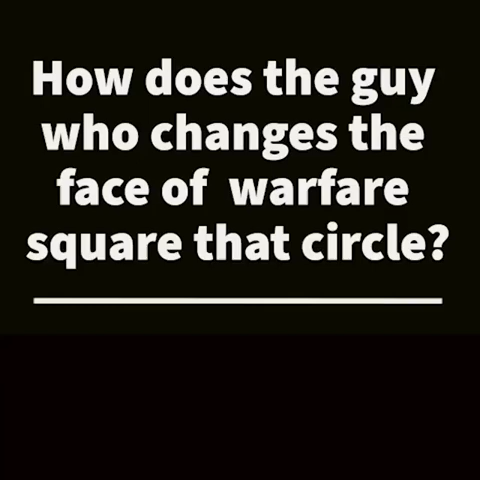 How does the guy
who changes the
face of warfare
square that circle?